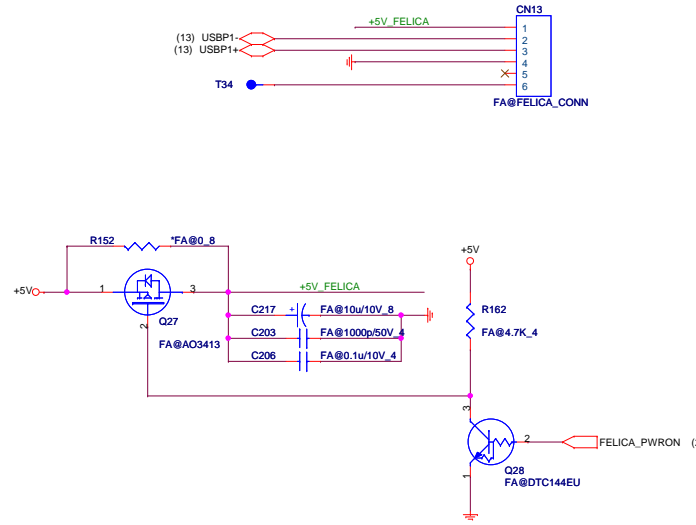 CN13
+5V_FELICA
1
(13) USBP1-
2
(13) USBP1+
3
4
5
T34
6
FA@FELICA_CONN
R152
*FA@0_8
+5V
+5V
1
3
+5V_FELICA
C217
+
FA@10u/10V_8
R162
2
Q27
C203
FA@1000p/50V_4
FA@4.7K_4
FA@AO3413
C206
FA@0.1u/10V_4
3
2
FELICA_PWRON
1
Q28
FA@DTC144EU